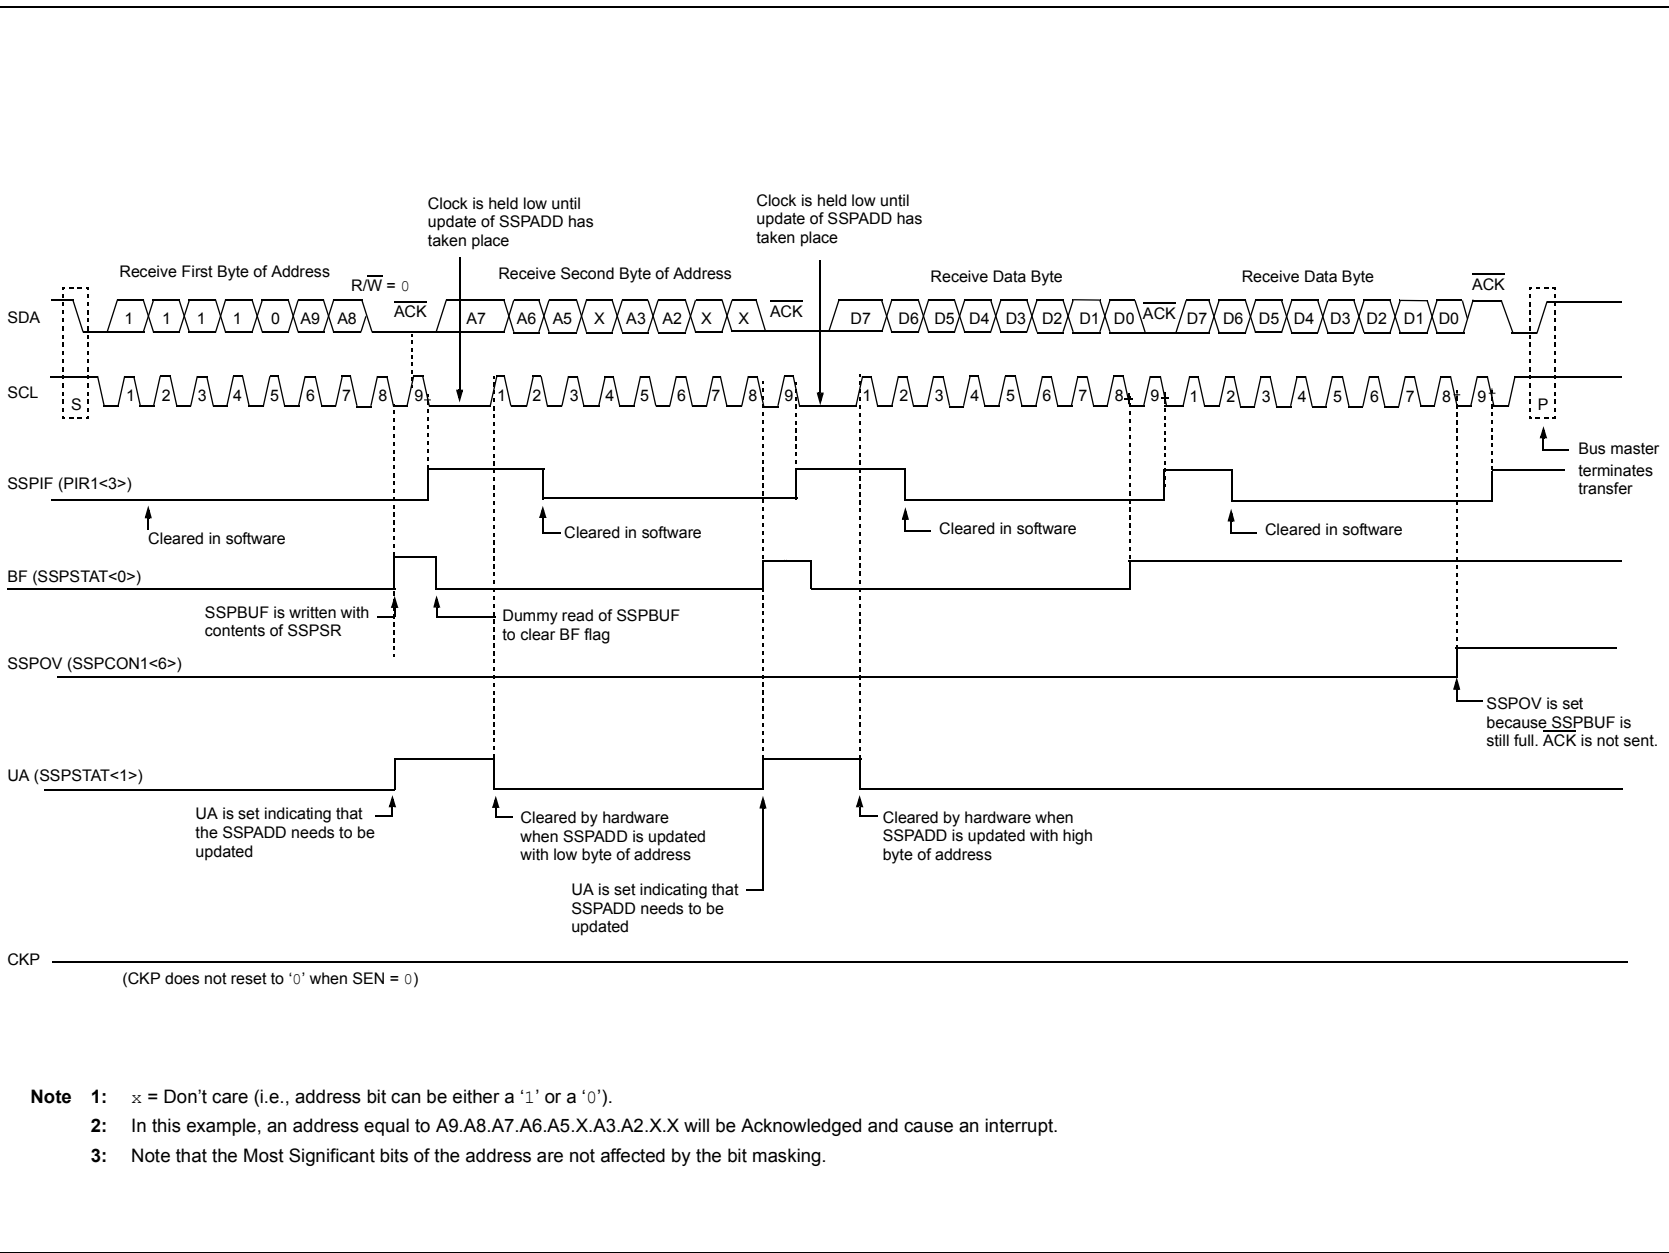 Clock is held low until
update of SSPADD has
taken place
Clock is held low until
update of SSPADD has
taken place
Receive First Byte of Address
R/W = 0
ACK
Receive Second Byte of Address
ACK
Receive Data Byte
ACK
Receive Data Byte
ACK
SDA
1 1 1 1 0 A9 A8
A7 A6 A5 X A3 A2 X X
D7 D6 D5 D4 D3 D2 D1 D0
D7 D6 D5 D4 D3 D2 D1 D0
SCL
S
1 2 3 4 5 6 7 8 9
1 2 3 4 5 6 7 8 9
1 2 3 4 5 6 7 8 9
1 2 3 4 5 6 7 8 9
P
Bus master
terminates
transfer
SSPIF (PIR1<3>)
Cleared in software
Cleared in software
Cleared in software
Cleared in software
BF (SSPSTAT<0>)
SSPBUF is written with
contents of SSPSR
Dummy read of SSPBUF
to clear BF flag
SSPOV (SSPCON1<6>)
SSPOV is set
because SSPBUF is
still full. ACK is not sent.
UA (SSPSTAT<1>)
UA is set indicating that
the SSPADD needs to be
updated
Cleared by hardware
when SSPADD is updated
with low byte of address
UA is set indicating that
SSPADD needs to be
updated
Cleared by hardware when
SSPADD is updated with high
byte of address
CKP
(CKP does not reset to ‘0’ when SEN = 0)
Note 1: x = Don’t care (i.e., address bit can be either a ‘1’ or a ‘0’).
2: In this example, an address equal to A9.A8.A7.A6.A5.X.A3.A2.X.X will be Acknowledged and cause an interrupt.
3: Note that the Most Significant bits of the address are not affected by the bit masking.